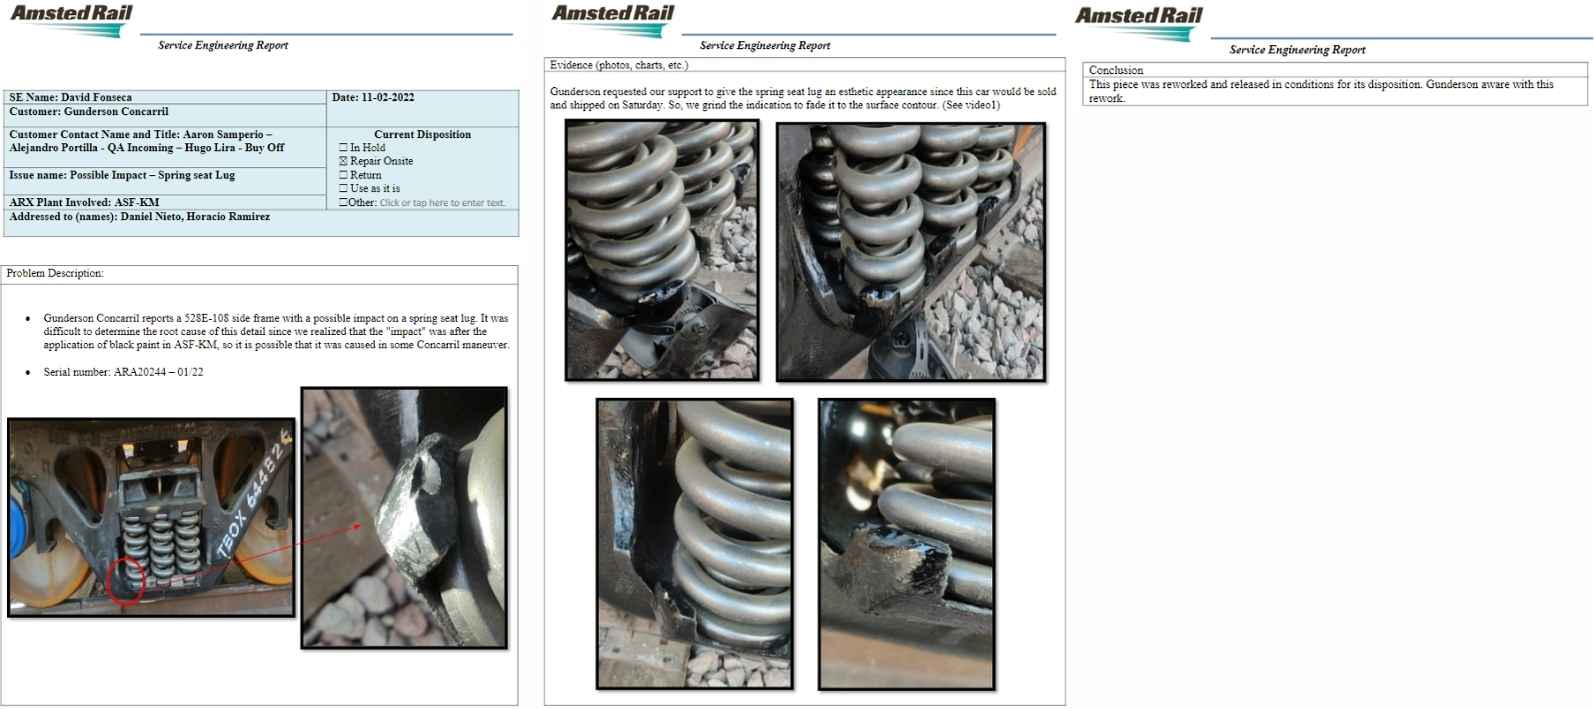 Amsted Rail
Service Engineering Report
SE Name: David Fonseca
Date: 11-02-2022
Customer: Gunderson Concarril
Customer Contact Name and Title: Aaron Samperio –
Alejandro Portilla - QA Incoming – Hugo Lira - Buy Off
Current Disposition
☐ In Hold
☒ Repair Onsite
☐ Return
☐ Use as it is
☐Other: Click or tap here to enter text.
Issue name: Possible Impact – Spring seat Lug
ARX Plant Involved: ASF-KM
Addressed to (names): Daniel Nieto, Horacio Ramirez
Problem Description:
• Gunderson Concarril reports a 528E-108 side frame with a possible impact on a spring seat lug. It was
difficult to determine the root cause of this detail since we realized that the "impact" was after the
application of black paint in ASF-KM, so it is possible that it was caused in some Concarril maneuver.
• Serial number: ARA20244 – 01/22
TBOX 644826
Amsted Rail
Service Engineering Report
Evidence (photos, charts, etc.)
Gunderson requested our support to give the spring seat lug an esthetic appearance since this car would be sold
and shipped on Saturday. So, we grind the indication to fade it to the surface contour. (See video1)
Amsted Rail
Service Engineering Report
Conclusion
This piece was reworked and released in conditions for its disposition. Gunderson aware with this
rework.